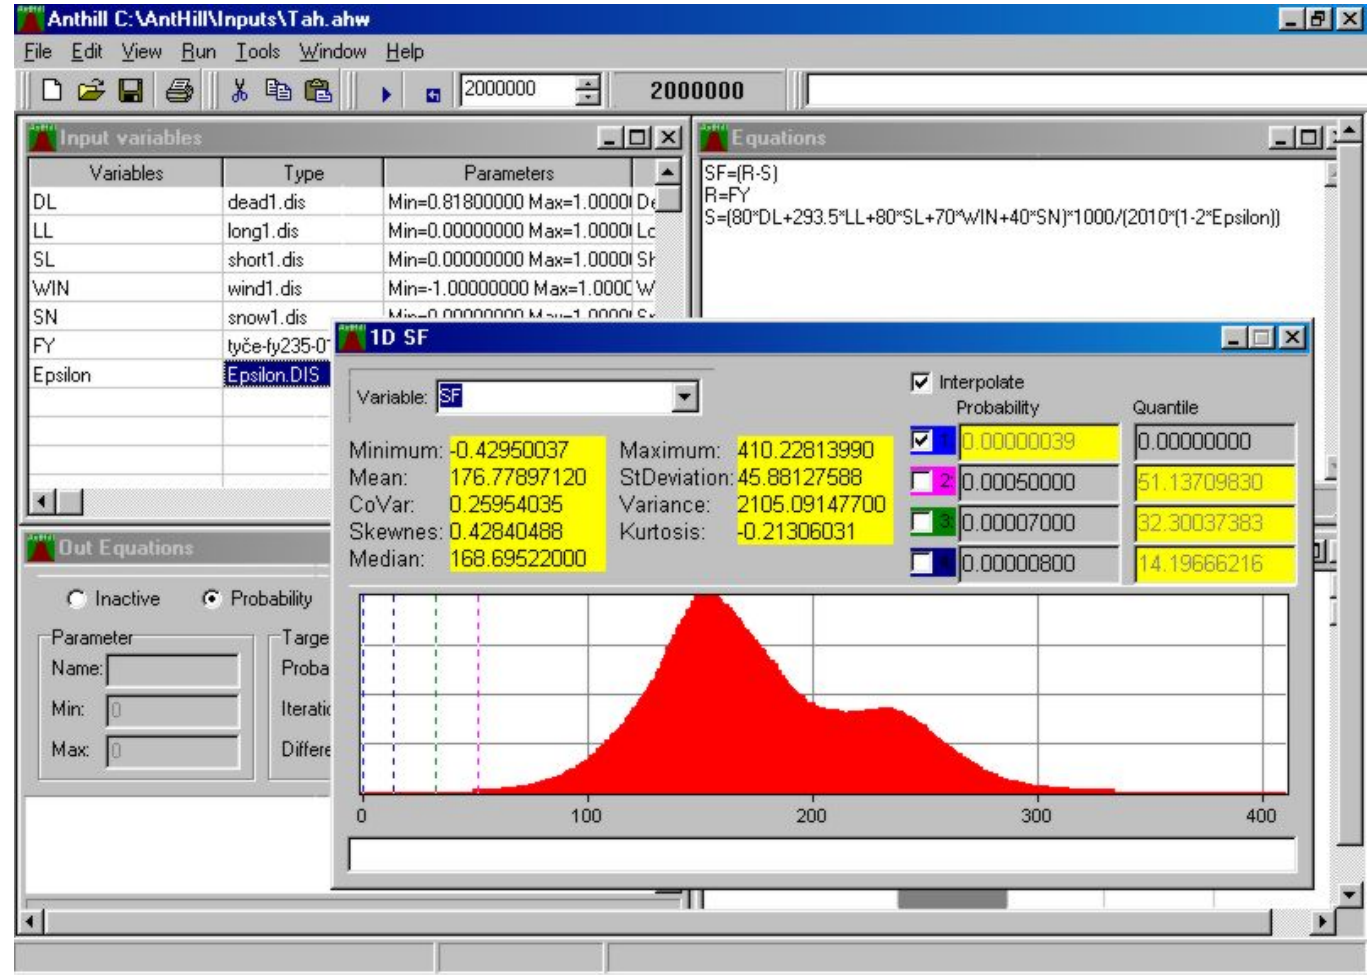 Anthill C:\AntHill\Inputs\Tah.ahw
File Edit View Run Tools Window Help
2000000 2000000
Input variables
Variables Type Parameters
DL dead1.dis Min=0.81800000 Max=1.0000
LL long1.dis Min=0.00000000 Max=1.0000
SL short1.dis Min=0.00000000 Max=1.0000
WIN wind1.dis Min=-1.00000000 Max=1.0000
SN snow1.dis
FY tyče-fy235-0
Epsilon Epsilon.DIS
Equations
SF=(R-S)
R=FY
S=(80*DL+293.5*LL+80*SL+70*WIN+40*SN)*1000/(2010*(1-2*Epsilon))
Out Equations
Inactive Probability
Parameter
Name:
Min: 0
Max: 0
1D SF
Variable: SF
Interpolate
Probability Quantile
1: 0.00000039 0.00000000
2: 0.00050000 51.13709830
3: 0.00007000 32.30037383
4: 0.00000800 14.19666216
Minimum: -0.42950037 Maximum: 410.22813990
Mean: 176.77897120 StDeviation: 45.88127588
CoVar: 0.25954035 Variance: 2105.09147700
Skewnes: 0.42840488 Kurtosis: -0.21306031
Median: 168.69522000
0 100 200 300 400